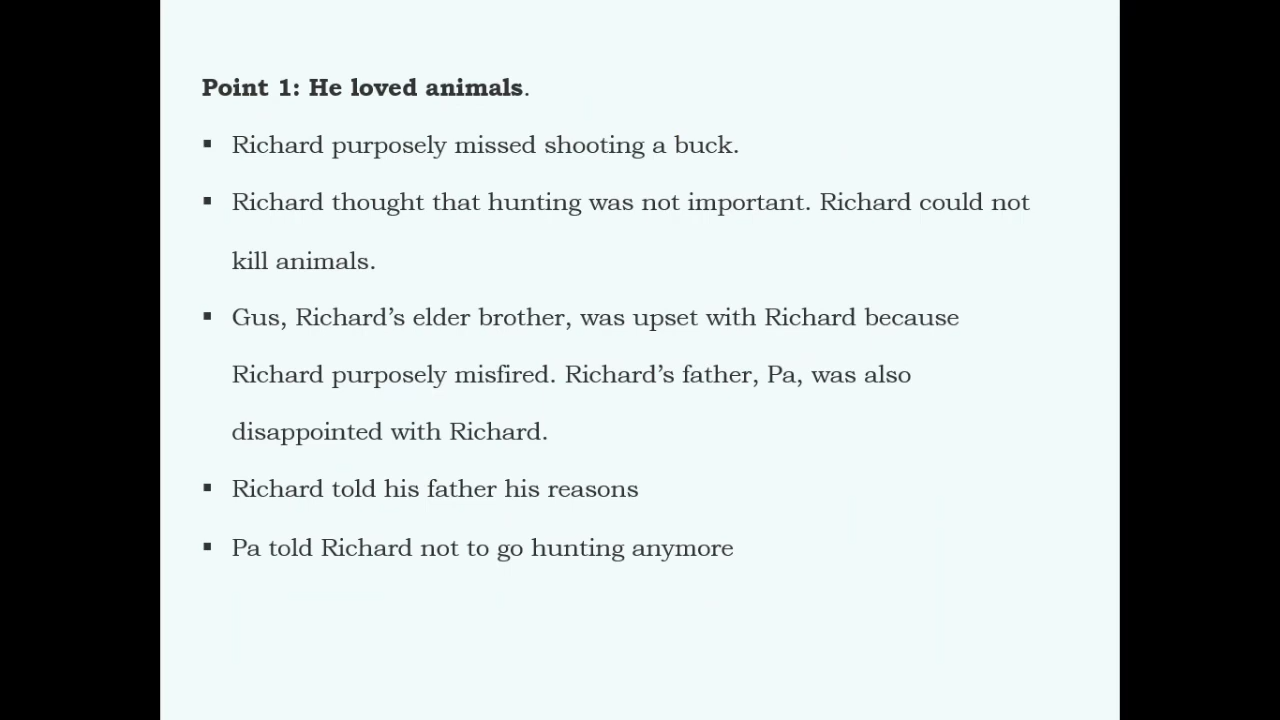 Point 1: He loved animals.
▪ Richard purposely missed shooting a buck.
▪ Richard thought that hunting was not important. Richard could not
kill animals.
▪ Gus, Richard’s elder brother, was upset with Richard because
Richard purposely misfired. Richard’s father, Pa, was also
disappointed with Richard.
▪ Richard told his father his reasons
▪ Pa told Richard not to go hunting anymore